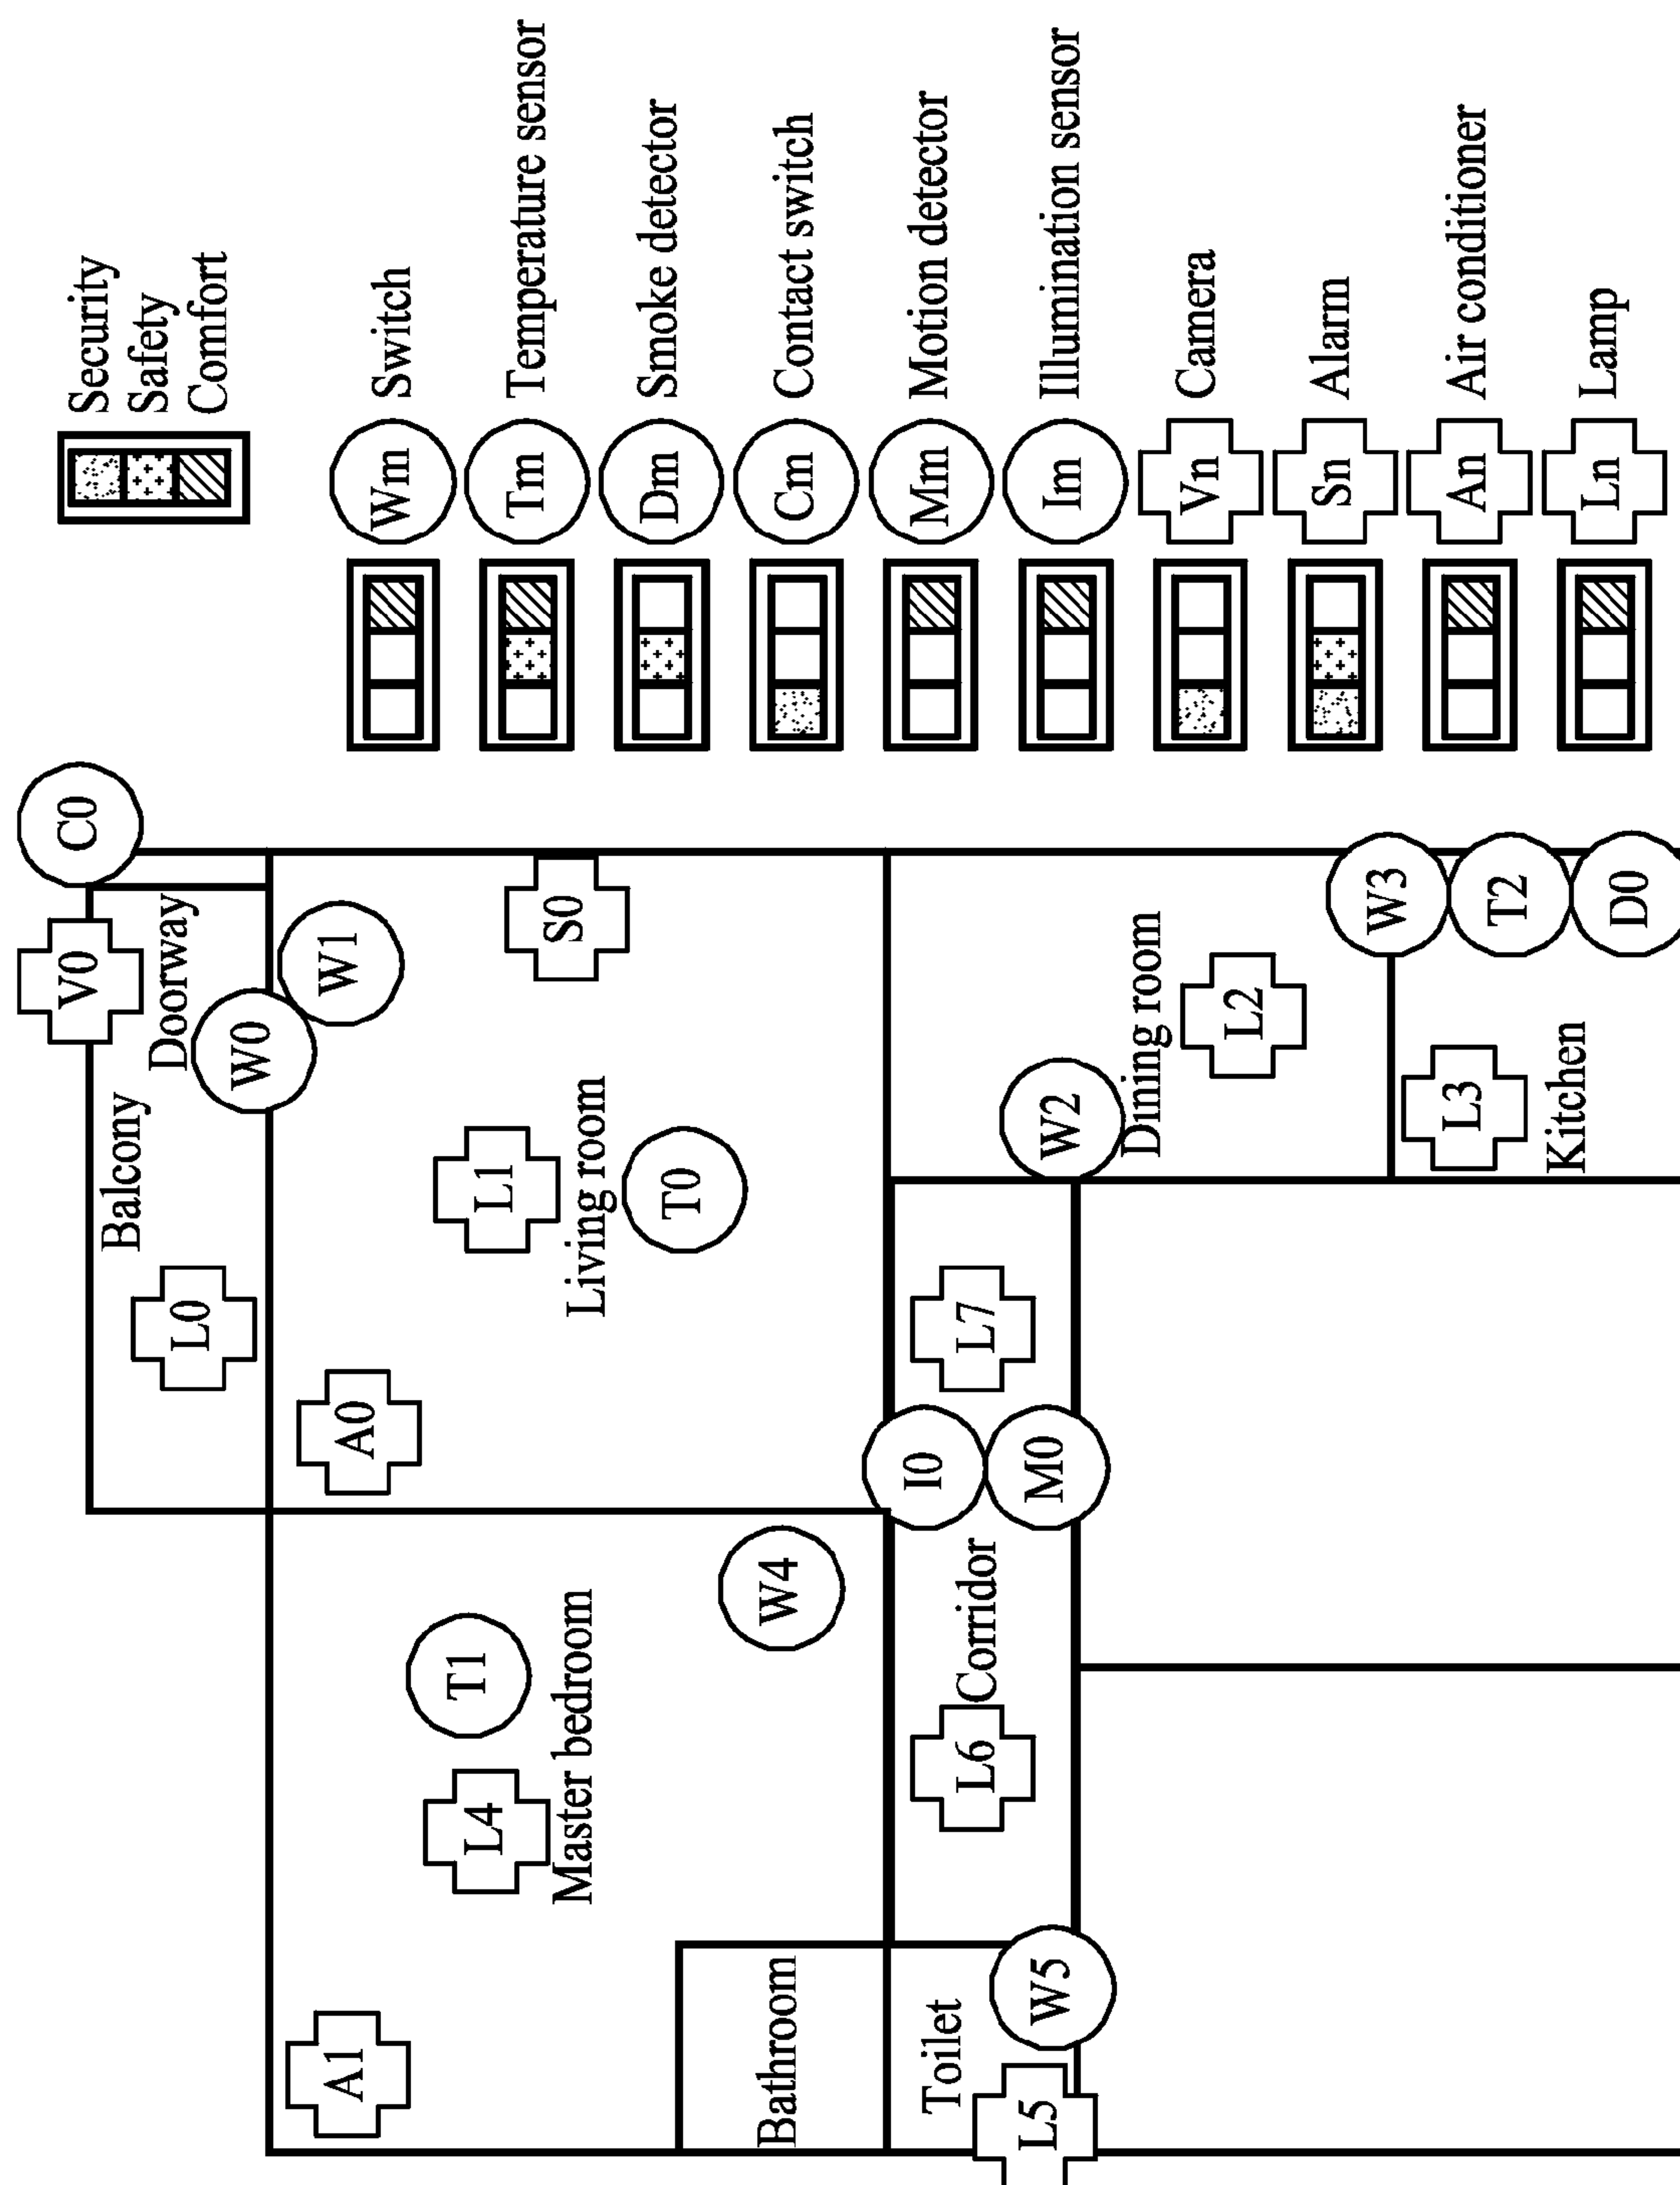 Balcony
Doorway
Living room
Master bedroom
Bathroom
Toilet
Corridor
Dining room
Kitchen
V0
C0
L0
W0
W1
A0
L1
T0
S0
A1
L4
T1
W4
I0
M0
L7
L6
W5
L5
W2
L2
W3
T2
D0
L3
Security
Safety
Comfort
Wm Switch
Tm Temperature sensor
Dm Smoke detector
Cm Contact switch
Mm Motion detector
Im Illumination sensor
Vn Camera
Sn Alarm
An Air conditioner
Ln Lamp